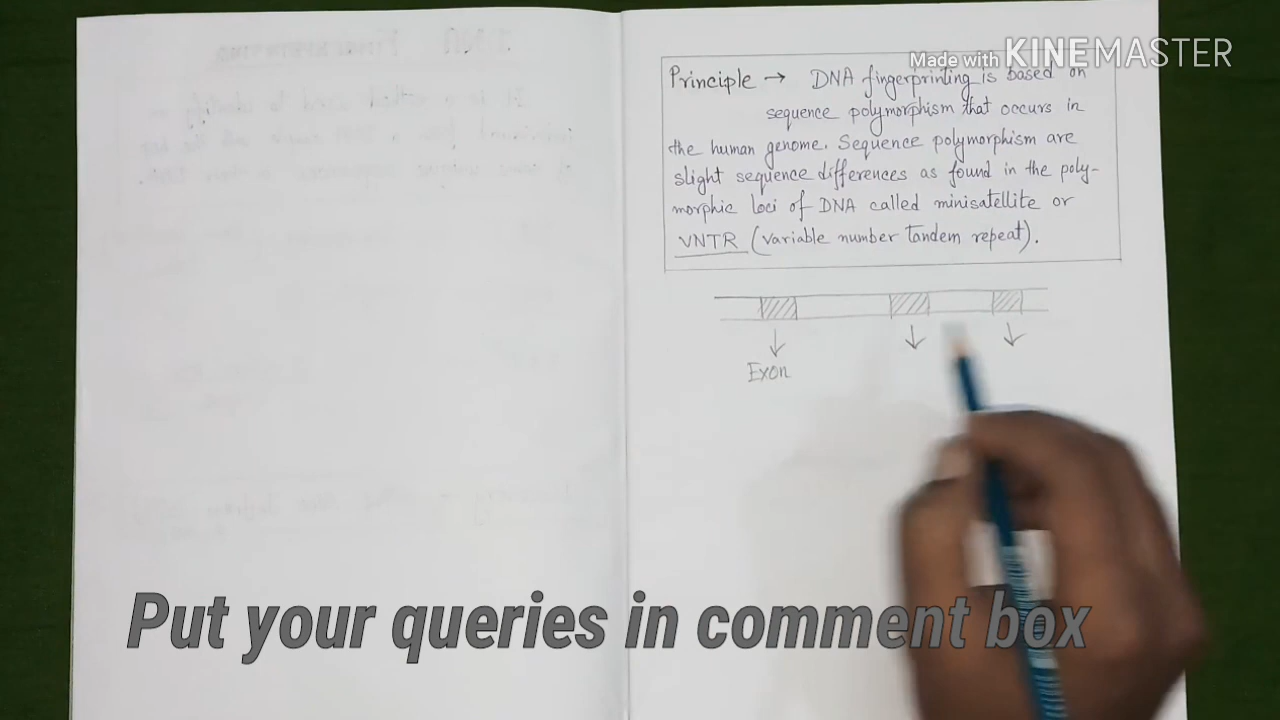 Made with KINEMASTER
Principle → DNA fingerprinting is based on
sequence polymorphism that occurs in
the human genome. Sequence polymorphism are
slight sequence differences as found in the poly-
morphic loci of DNA called minisatellite or
VNTR (variable number tandem repeat).
Exon
Put your queries in comment box